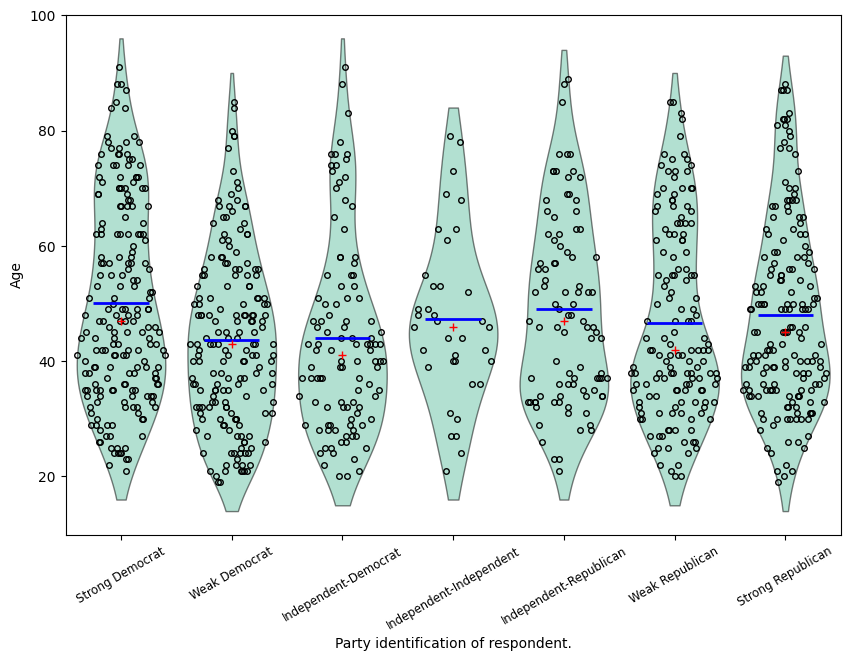 100
80
60
40
20
Age
Strong Democrat
Weak Democrat
Independent-Democrat
Independent-Independent
Independent-Republican
Weak Republican
Strong Republican
Party identification of respondent.